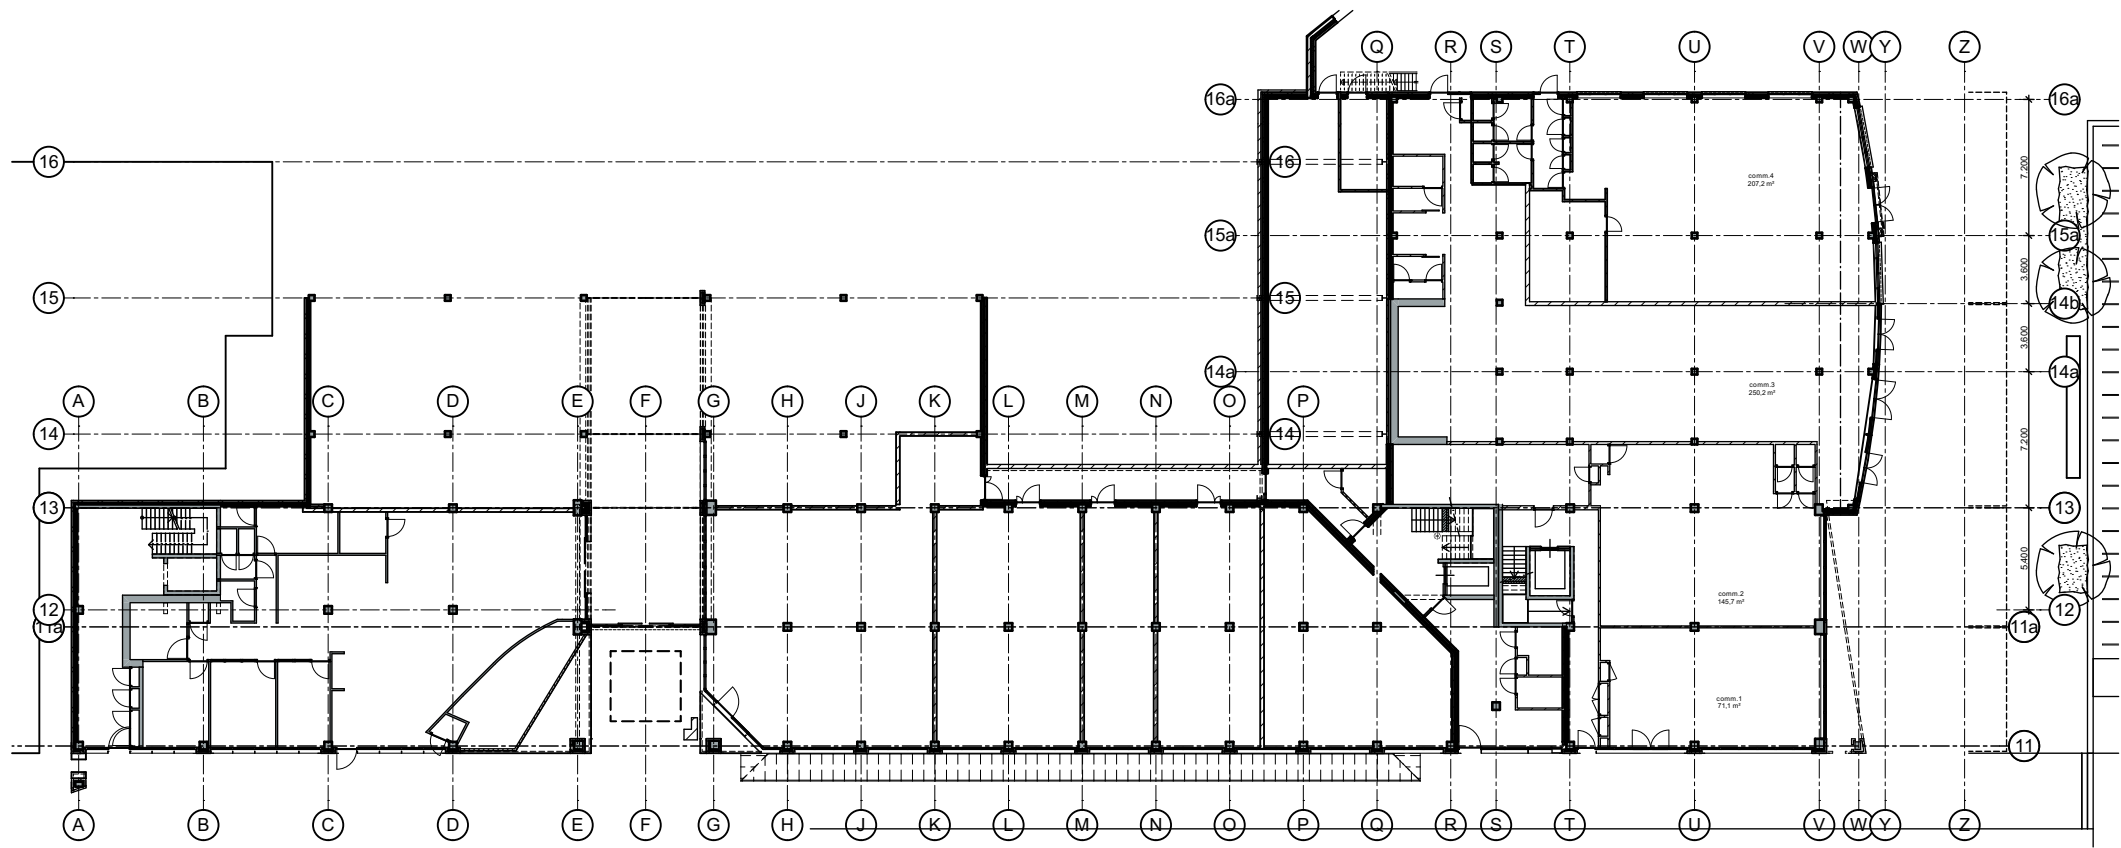 Q R S T U V W Y Z
16a 16a
16 16
comm.4
207,2 m²
7.200
15a 15a
3.600
15 15 14b
3.600
14a 14a
comm.3
250,2 m²
A B C D E F G H J K L M N O P
14 14
7.200
13 13
5.400
comm.2
145,7 m²
12 12
11a 11a
comm.1
71,1 m²
11
A B C D E F G H J K L M N O P Q R S T U V W Y Z